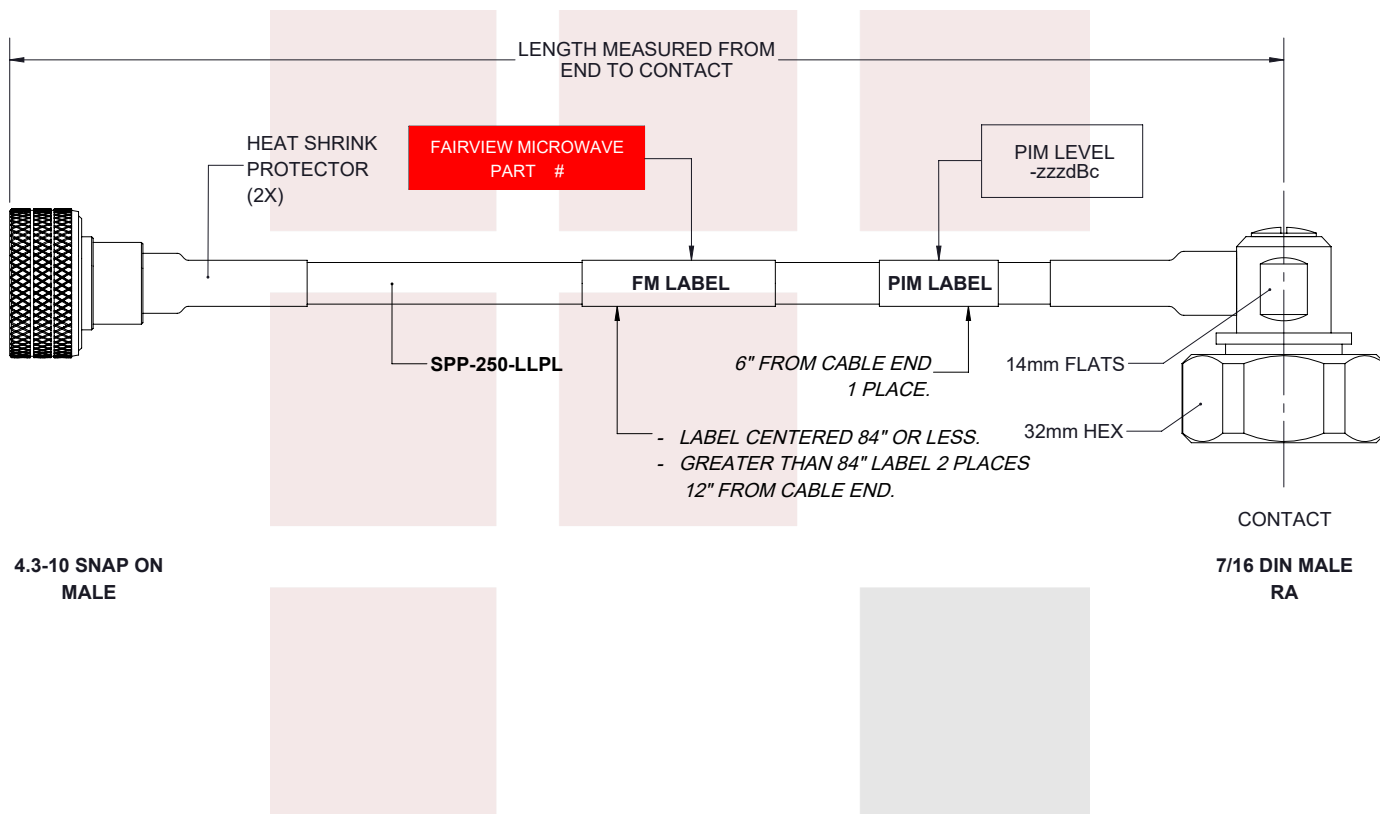 LENGTH MEASURED FROM
END TO CONTACT
HEAT SHRINK
PROTECTOR
(2X)
FAIRVIEW MICROWAVE
PART #
PIM LEVEL
-zzzdBc
FM LABEL
PIM LABEL
SPP-250-LLPL
6" FROM CABLE END
1 PLACE.
14mm FLATS
32mm HEX
- LABEL CENTERED 84" OR LESS.
- GREATER THAN 84" LABEL 2 PLACES
12" FROM CABLE END.
CONTACT
4.3-10 SNAP ON
MALE
7/16 DIN MALE
RA